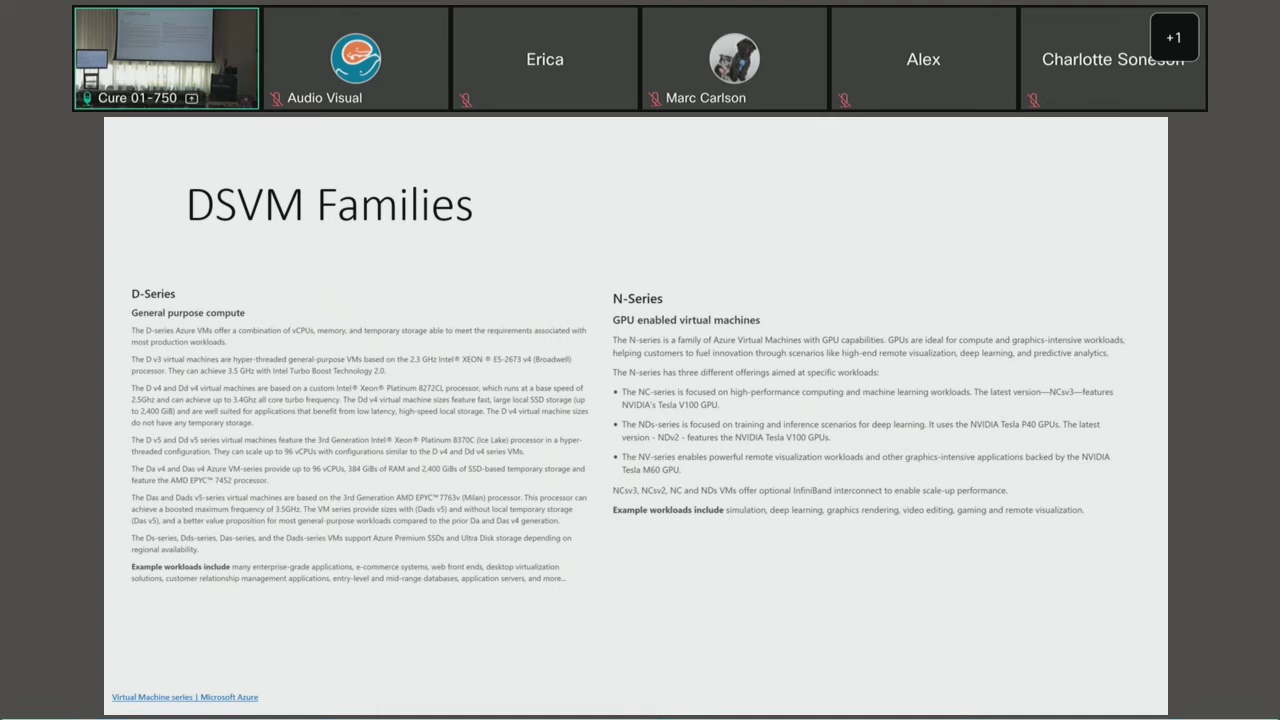 Cure 01-750
Audio Visual
Erica
Marc Carlson
Alex
Charlotte Soneson
+1
DSVM Families
D-Series
General purpose compute
The D-series Azure VMs offer a combination of vCPUs, memory, and temporary storage able to meet the requirements associated with
most production workloads.
The D v3 virtual machines are hyper-threaded general-purpose VMs based on the 2.3 GHz Intel® XEON ® E5-2673 v4 (Broadwell)
processor. They can achieve 3.5 GHz with Intel Turbo Boost Technology 2.0.
The D v4 and Dd v4 virtual machines are based on a custom Intel® Xeon® Platinum 8272CL processor, which runs at a base speed of
2.5Ghz and can achieve up to 3.4Ghz all core turbo frequency. The Dd v4 virtual machine sizes feature fast, large local SSD storage (up
to 2,400 GiB) and are well suited for applications that benefit from low latency, high-speed local storage. The D v4 virtual machine sizes
do not have any temporary storage.
The D v5 and Dd v5 series virtual machines feature the 3rd Generation Intel® Xeon® Platinum 8370C (Ice Lake) processor in a hyper-
threaded configuration. They can scale up to 96 vCPUs with configurations similar to the D v4 and Dd v4 series VMs.
The Da v4 and Das v4 Azure VM-series provide up to 96 vCPUs, 384 GiBs of RAM and 2,400 GiBs of SSD-based temporary storage and
feature the AMD EPYC™ 7452 processor.
The Das and Dads v5-series virtual machines are based on the 3rd Generation AMD EPYC™ 7763v (Milan) processor. This processor can
achieve a boosted maximum frequency of 3.5GHz. The VM series provide sizes with (Dads v5) and without local temporary storage
(Das v5), and a better value proposition for most general-purpose workloads compared to the prior Da and Das v4 generation.
The Ds-series, Dds-series, Das-series, and the Dads-series VMs support Azure Premium SSDs and Ultra Disk storage depending on
regional availability.
Example workloads include many enterprise-grade applications, e-commerce systems, web front ends, desktop virtualization
solutions, customer relationship management applications, entry-level and mid-range databases, application servers, and more...
N-Series
GPU enabled virtual machines
The N-series is a family of Azure Virtual Machines with GPU capabilities. GPUs are ideal for compute and graphics-intensive workloads,
helping customers to fuel innovation through scenarios like high-end remote visualization, deep learning, and predictive analytics.
The N-series has three different offerings aimed at specific workloads:
• The NC-series is focused on high-performance computing and machine learning workloads. The latest version—NCsv3—features
NVIDIA's Tesla V100 GPU.
• The NDs-series is focused on training and inference scenarios for deep learning. It uses the NVIDIA Tesla P40 GPUs. The latest
version - NDv2 - features the NVIDIA Tesla V100 GPUs.
• The NV-series enables powerful remote visualization workloads and other graphics-intensive applications backed by the NVIDIA
Tesla M60 GPU.
NCsv3, NCsv2, NC and NDs VMs offer optional InfiniBand interconnect to enable scale-up performance.
Example workloads include simulation, deep learning, graphics rendering, video editing, gaming and remote visualization.
Virtual Machine series | Microsoft Azure